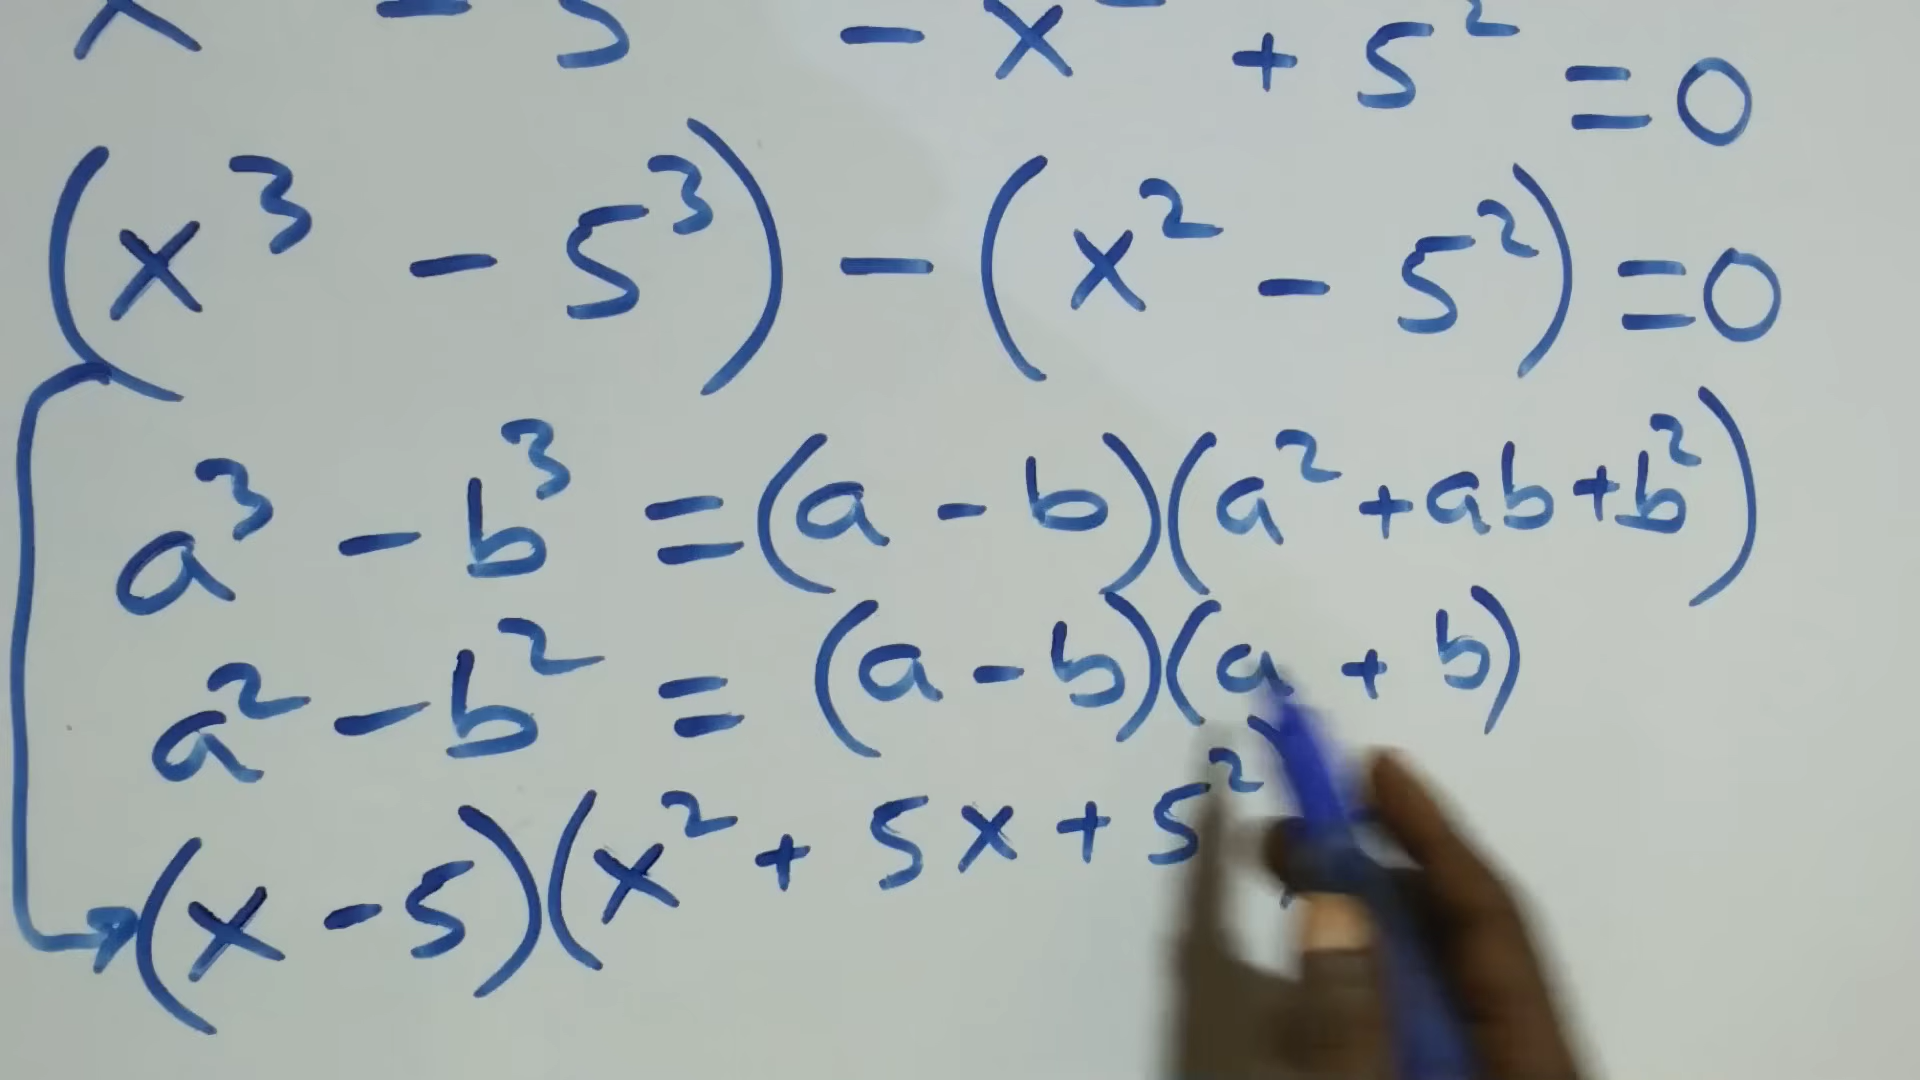 x - 5 - x² + 5² = 0
(x³ - 5³) - (x² - 5²) = 0
a³ - b³ = (a - b)(a² + ab + b²)
a² - b² = (a - b)(a + b)
(x - 5)(x² + 5x + 5²)